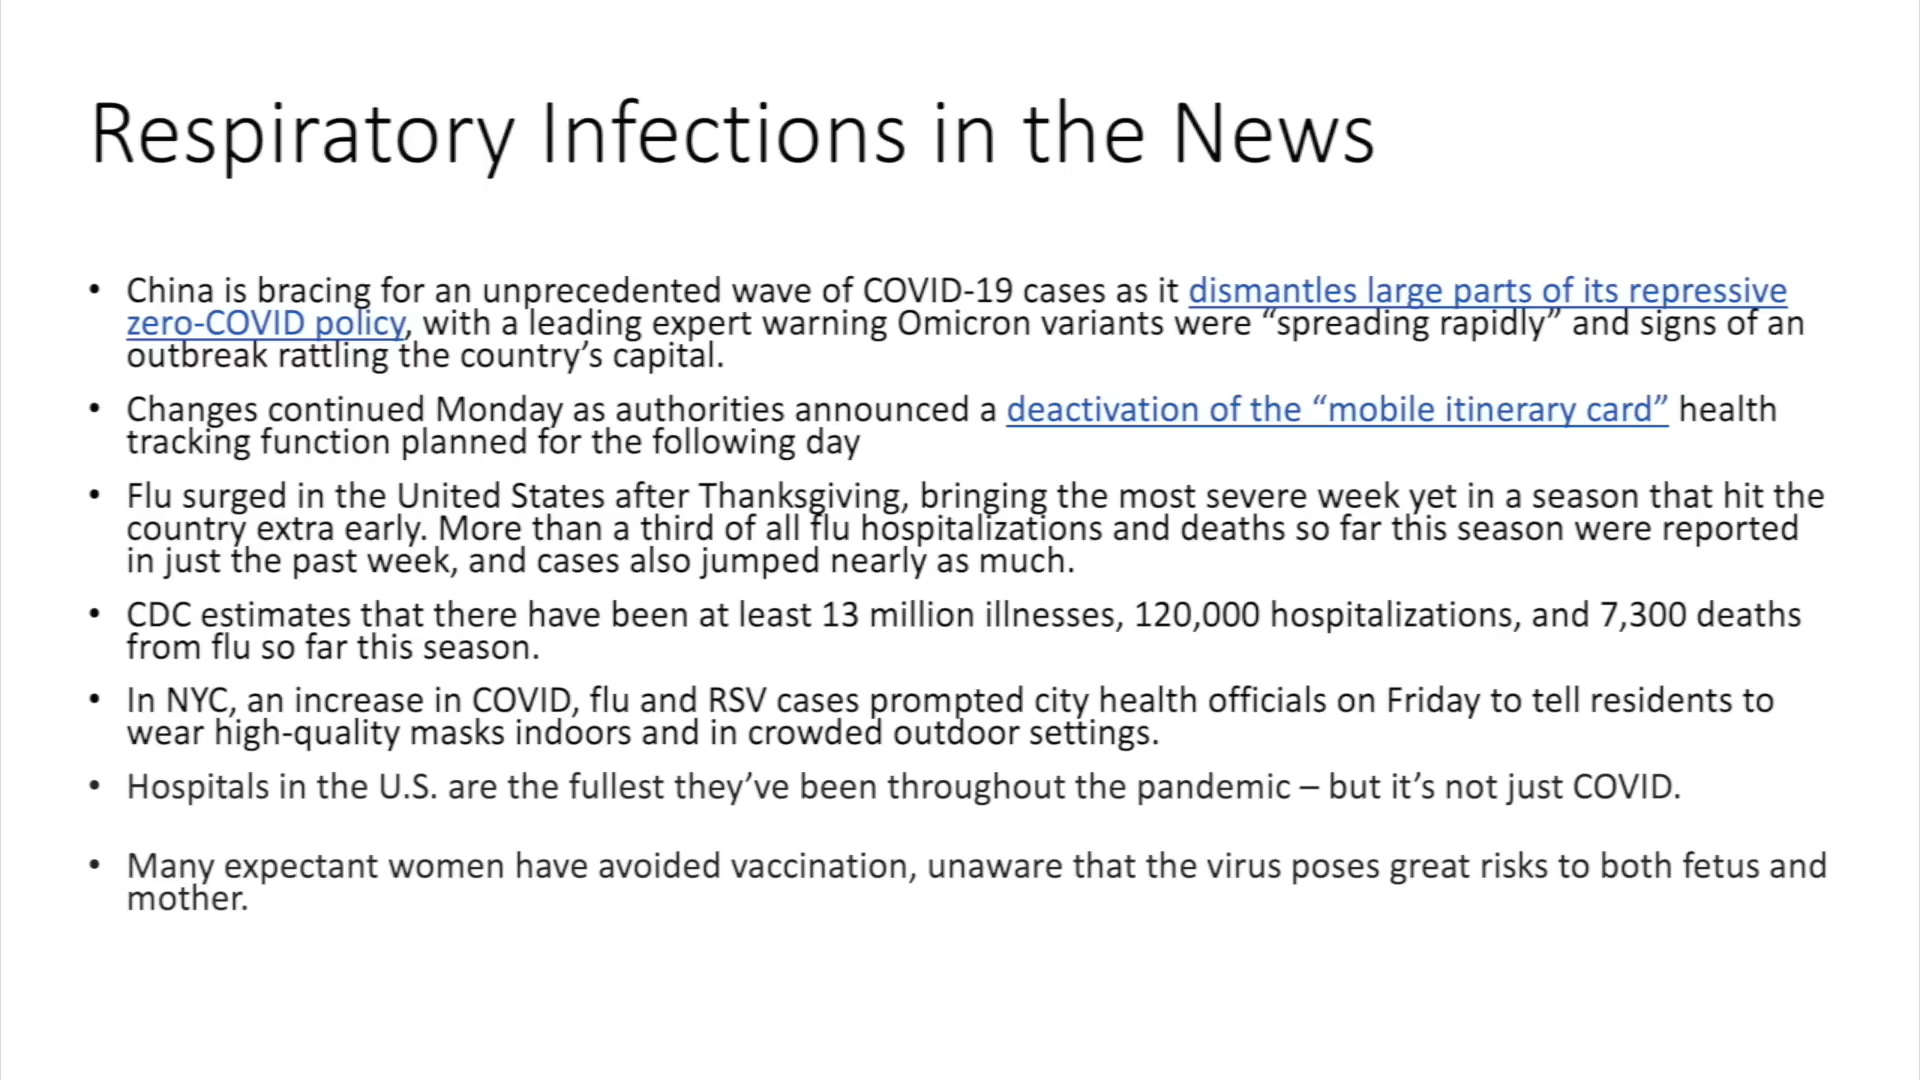 Respiratory Infections in the News
• China is bracing for an unprecedented wave of COVID-19 cases as it dismantles large parts of its repressive
zero-COVID policy, with a leading expert warning Omicron variants were “spreading rapidly” and signs of an
outbreak rattling the country’s capital.
• Changes continued Monday as authorities announced a deactivation of the “mobile itinerary card” health
tracking function planned for the following day
• Flu surged in the United States after Thanksgiving, bringing the most severe week yet in a season that hit the
country extra early. More than a third of all flu hospitalizations and deaths so far this season were reported
in just the past week, and cases also jumped nearly as much.
• CDC estimates that there have been at least 13 million illnesses, 120,000 hospitalizations, and 7,300 deaths
from flu so far this season.
• In NYC, an increase in COVID, flu and RSV cases prompted city health officials on Friday to tell residents to
wear high-quality masks indoors and in crowded outdoor settings.
• Hospitals in the U.S. are the fullest they’ve been throughout the pandemic – but it’s not just COVID.
• Many expectant women have avoided vaccination, unaware that the virus poses great risks to both fetus and
mother.